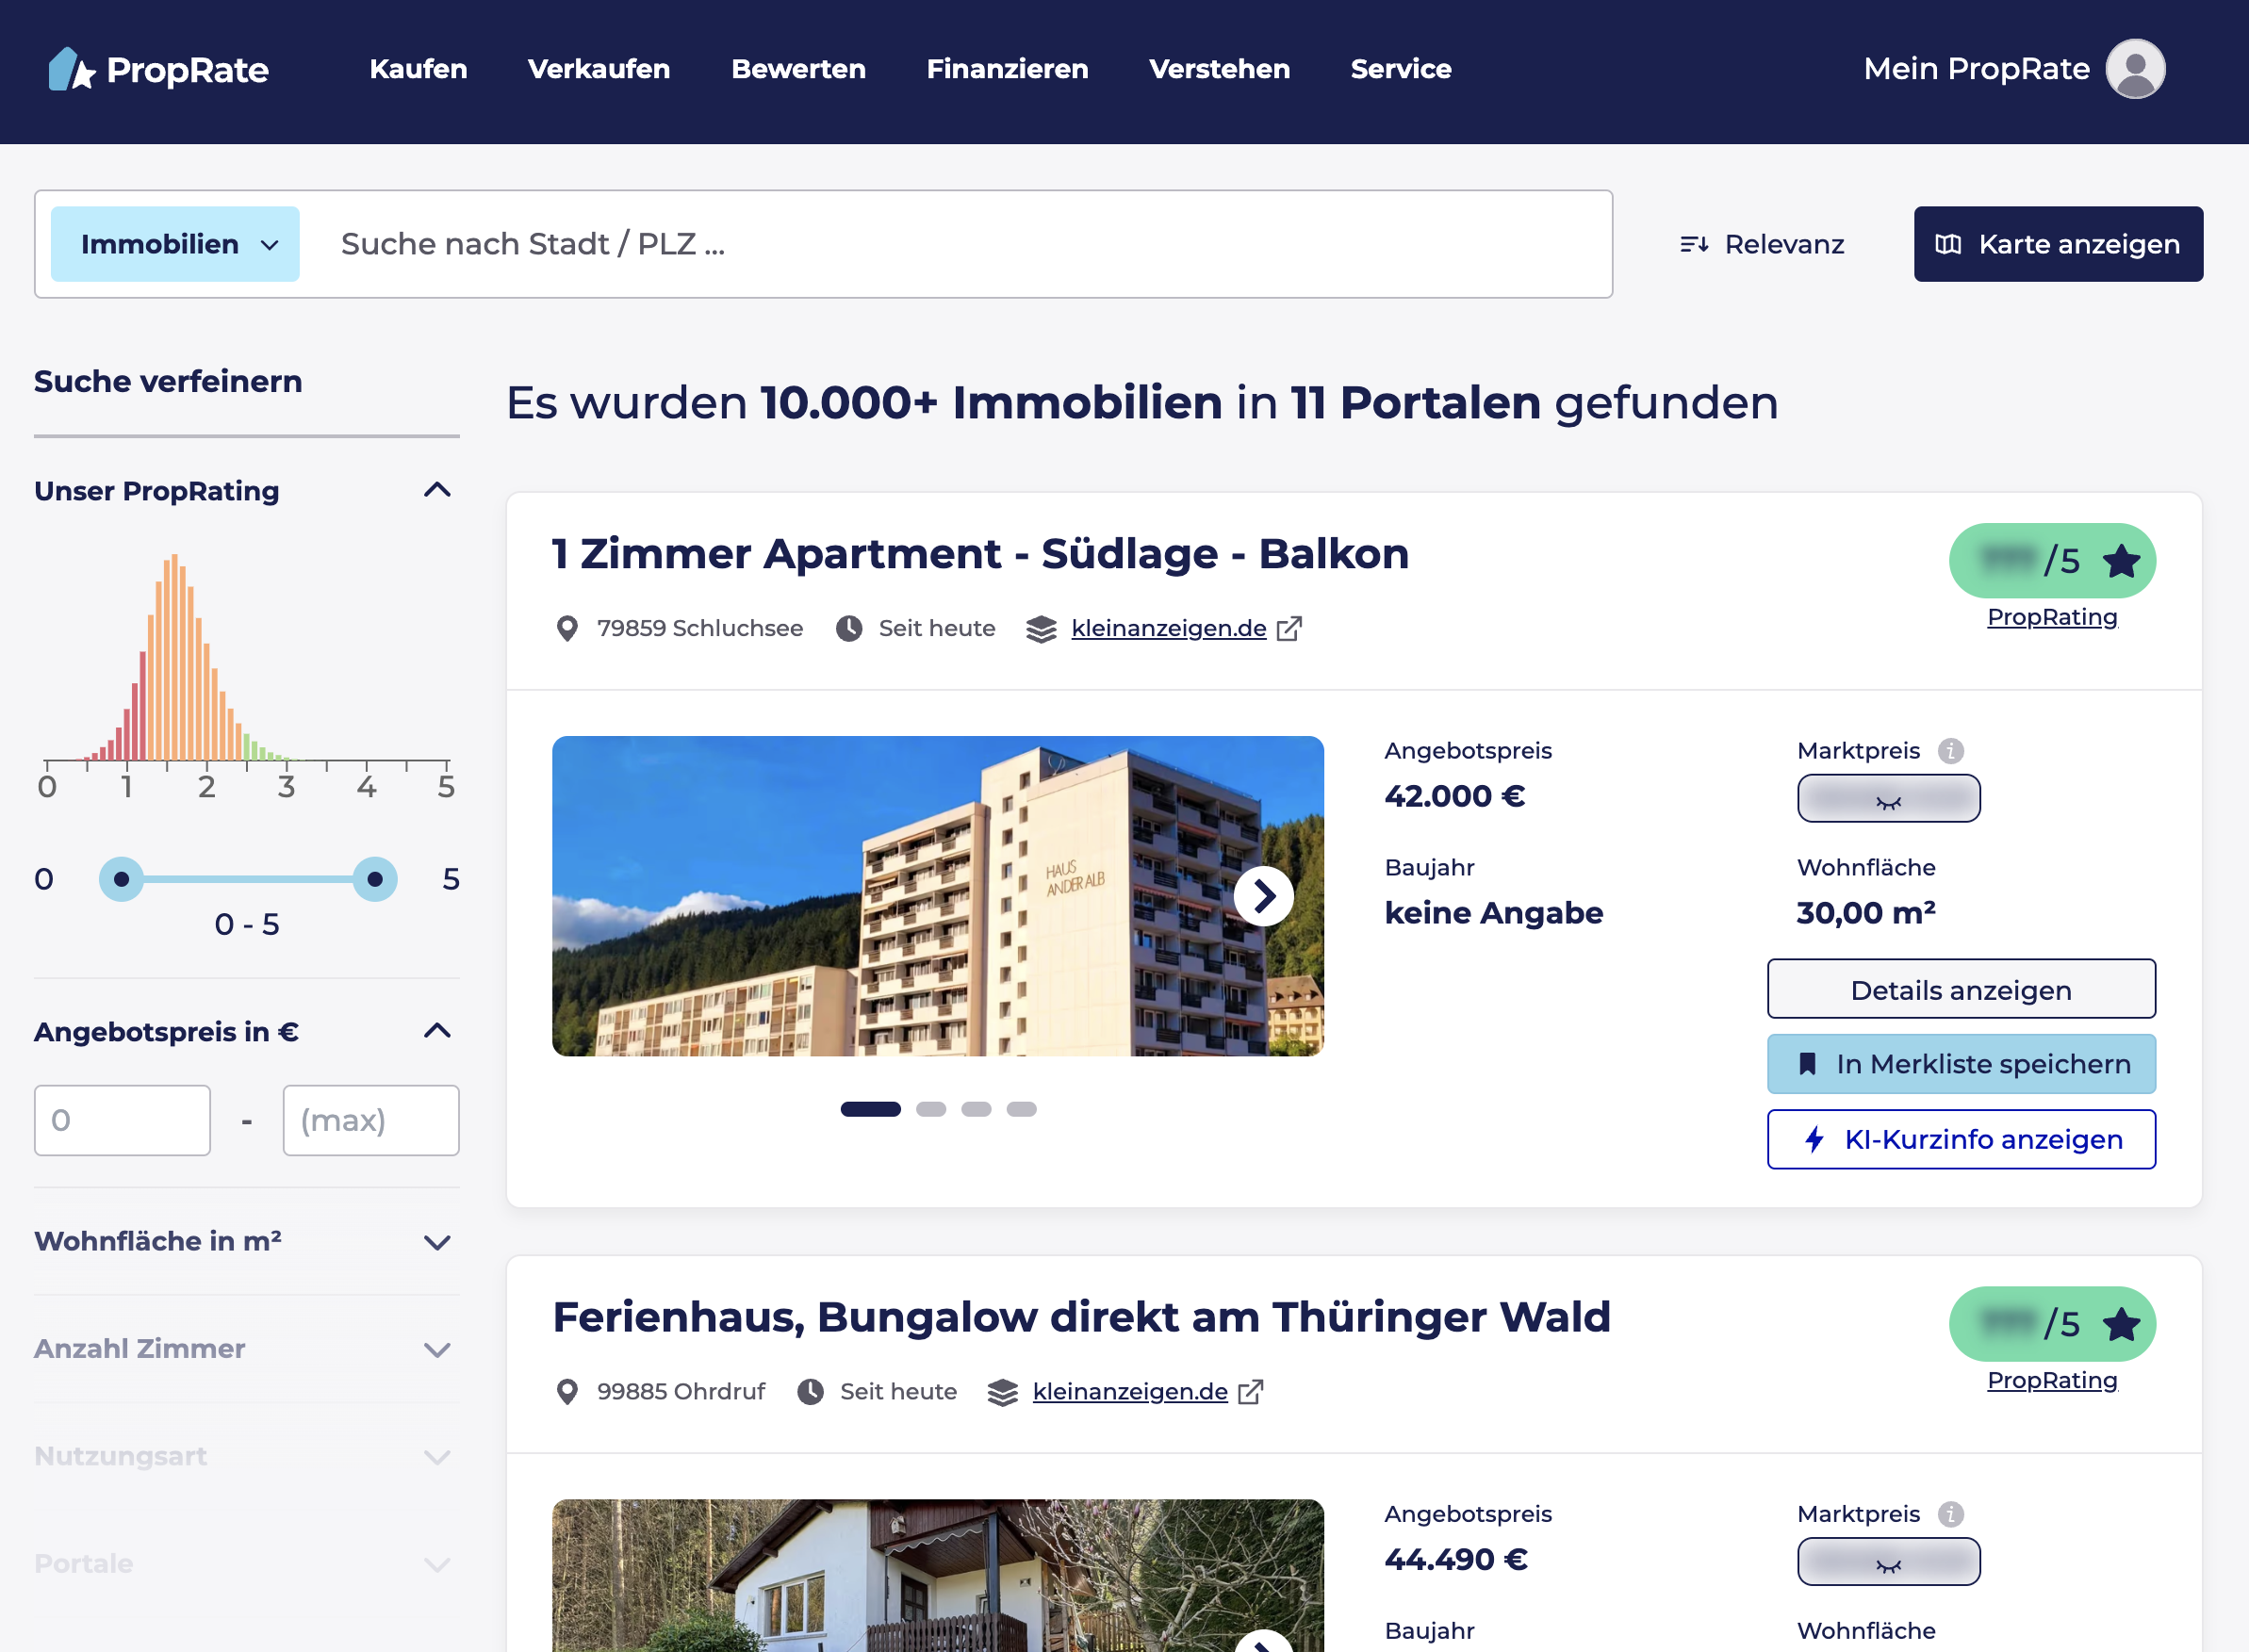 PropRate Kaufen Verkaufen Bewerten Finanzieren Verstehen Service Mein PropRate
Immobilien Suche nach Stadt / PLZ ... Relevanz Karte anzeigen
Suche verfeinern
Unser PropRating
0 1 2 3 4 5
0 5
0 - 5
Angebotspreis in €
0 - (max)
Wohnfläche in m²
Anzahl Zimmer
Nutzungsart
Portale
Es wurden 10.000+ Immobilien in 11 Portalen gefunden
1 Zimmer Apartment - Südlage - Balkon
/5
PropRating
79859 Schluchsee Seit heute kleinanzeigen.de
HAUS
AN DER ALB
Angebotspreis
42.000 €
Marktpreis i
Baujahr
keine Angabe
Wohnfläche
30,00 m²
Details anzeigen
In Merkliste speichern
KI-Kurzinfo anzeigen
Ferienhaus, Bungalow direkt am Thüringer Wald
/5
PropRating
99885 Ohrdruf Seit heute kleinanzeigen.de
Angebotspreis
44.490 €
Marktpreis i
Baujahr
Wohnfläche